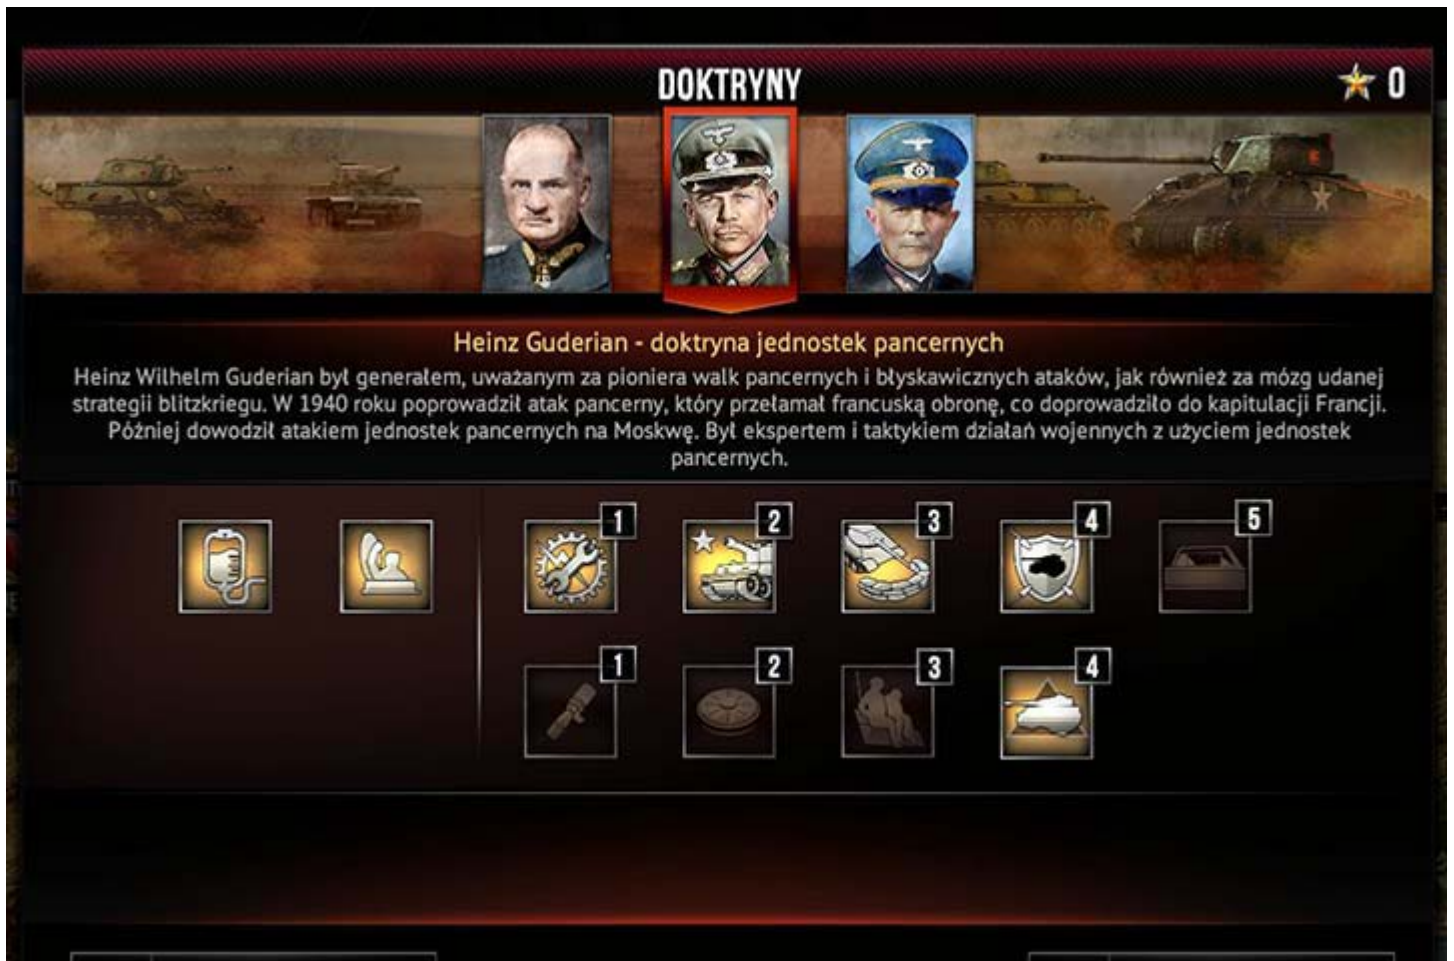 DOKTRYNY
0
Heinz Guderian - doktryna jednostek pancernych
Heinz Wilhelm Guderian był generałem, uważanym za pioniera walk pancernych i błyskawicznych ataków, jak również za mózg udanej
strategii blitzkriegu. W 1940 roku poprowadził atak pancerny, który przełamał francuską obronę, co doprowadziło do kapitulacji Francji.
Później dowodził atakiem jednostek pancernych na Moskwę. Był ekspertem i taktykiem działań wojennych z użyciem jednostek
pancernych.
1 2 3 4 5
1 2 3 4